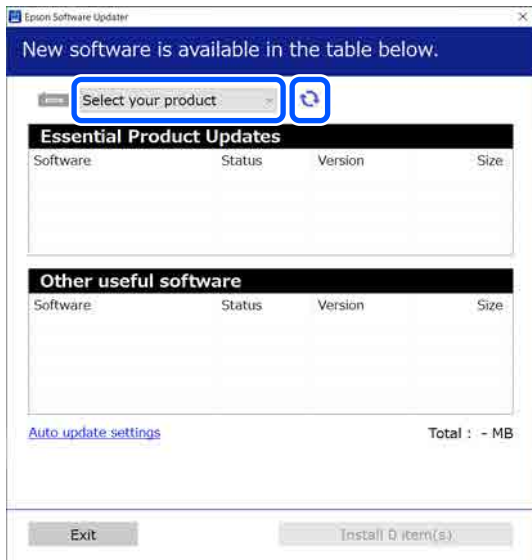 Epson Software Updater
New software is available in the table below.
Select your product
Essential Product Updates
Software Status Version Size
Other useful software
Software Status Version Size
Auto update settings Total : - MB
Exit Install 0 item(s)